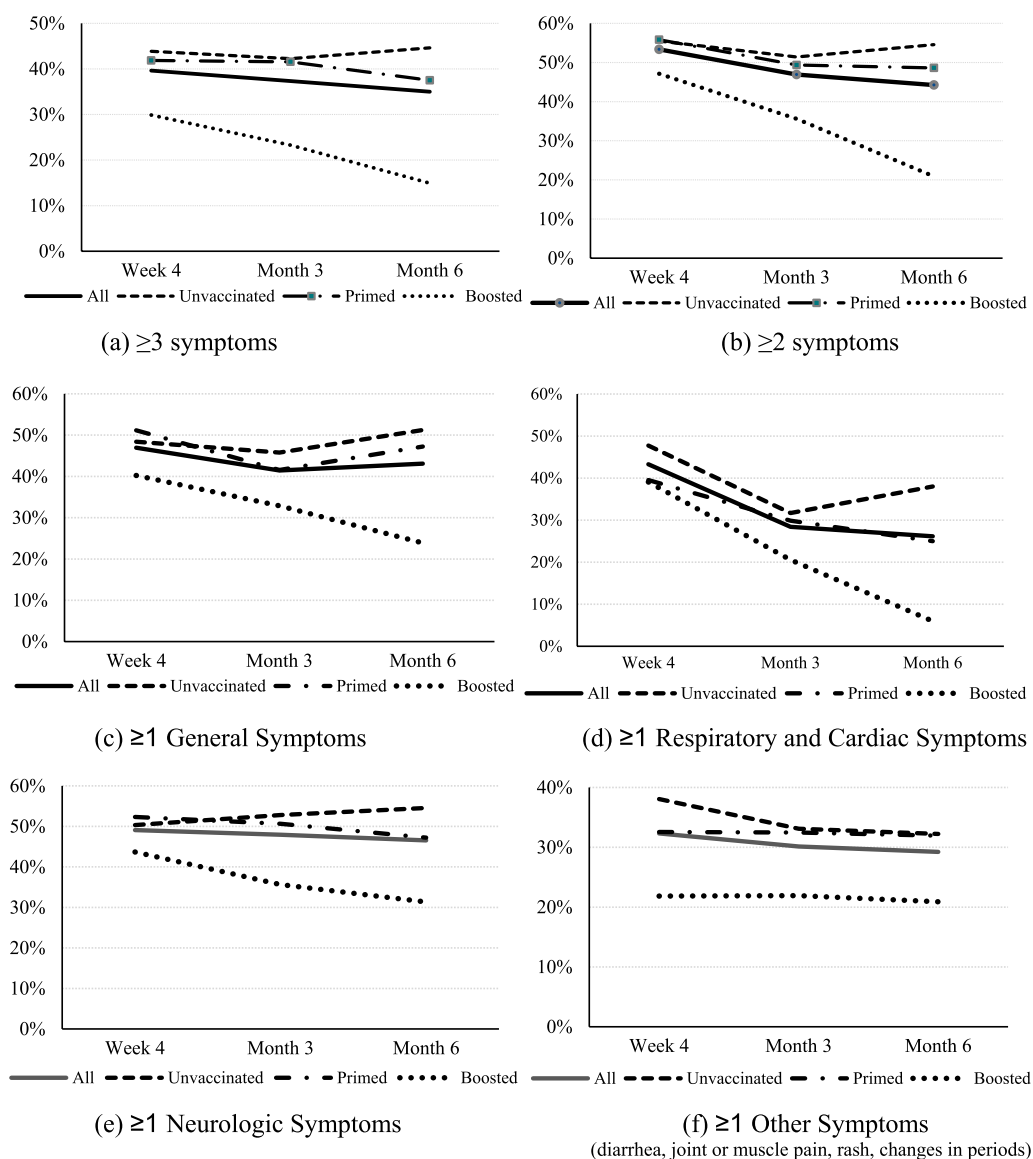 50%
40%
30%
20%
10%
0%
Week 4 Month 3 Month 6
All Unvaccinated Primed Boosted
(a) ≥3 symptoms
60%
50%
40%
30%
20%
10%
0%
Week 4 Month 3 Month 6
All Unvaccinated Primed Boosted
(b) ≥2 symptoms
60%
50%
40%
30%
20%
10%
0%
Week 4 Month 3 Month 6
All Unvaccinated Primed Boosted
(c) ≥1 General Symptoms
60%
50%
40%
30%
20%
10%
0%
Week 4 Month 3 Month 6
All Unvaccinated Primed Boosted
(d) ≥1 Respiratory and Cardiac Symptoms
60%
50%
40%
30%
20%
10%
0%
Week 4 Month 3 Month 6
All Unvaccinated Primed Boosted
(e) ≥1 Neurologic Symptoms
40%
30%
20%
10%
0%
Week 4 Month 3 Month 6
All Unvaccinated Primed Boosted
(f) ≥1 Other Symptoms
(diarrhea, joint or muscle pain, rash, changes in periods)